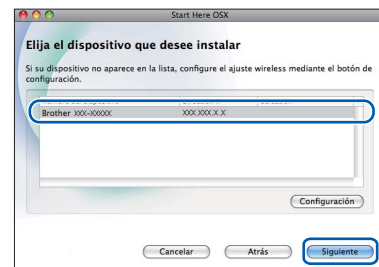 Start Here OSX
Elija el dispositivo que desee instalar
Si su dispositivo no aparece en la lista, configure el ajuste wireless mediante el botón de
configuración.
Brother XXX-XXXXX XXX.XXX.X.X
Configuración
Cancelar Atrás Siguiente